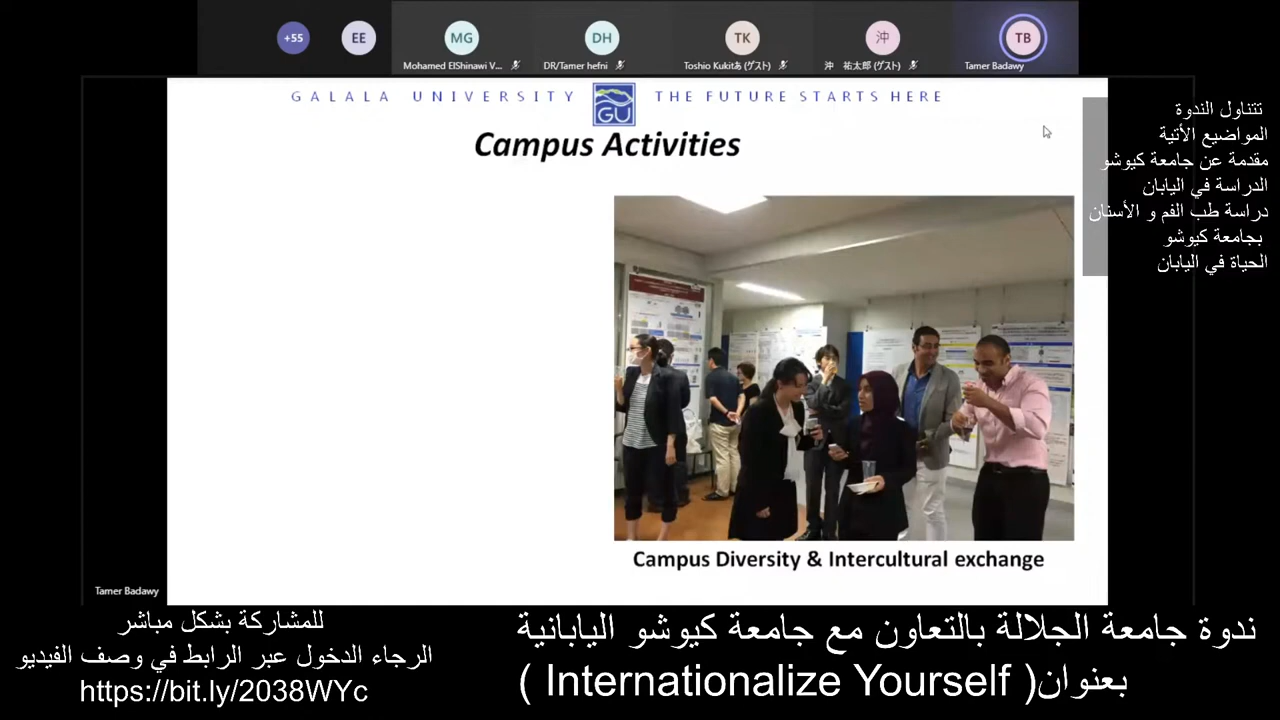 +55
EE
MG
DH
TK
沖
TB
Mohamed ElShinawi V...
DR/Tamer hefni
Toshio Kukitあ (ゲスト)
沖 祐太郎 (ゲスト)
Tamer Badawy
GALALA UNIVERSITY
GU
THE FUTURE STARTS HERE
Campus Activities
تتناول الندوة
المواضيع الأتية
مقدمة عن جامعة كيوشو
الدراسة في اليابان
دراسة طب الفم و الأسنان
بجامعة كيوشو
الحياة في اليابان
Campus Diversity & Intercultural exchange
Tamer Badawy
للمشاركة بشكل مباشر
الرجاء الدخول عبر الرابط في وصف الفيديو
https://bit.ly/2038WYc
ندوة جامعة الجلالة بالتعاون مع جامعة كيوشو اليابانية
بعنوان( Internationalize Yourself )